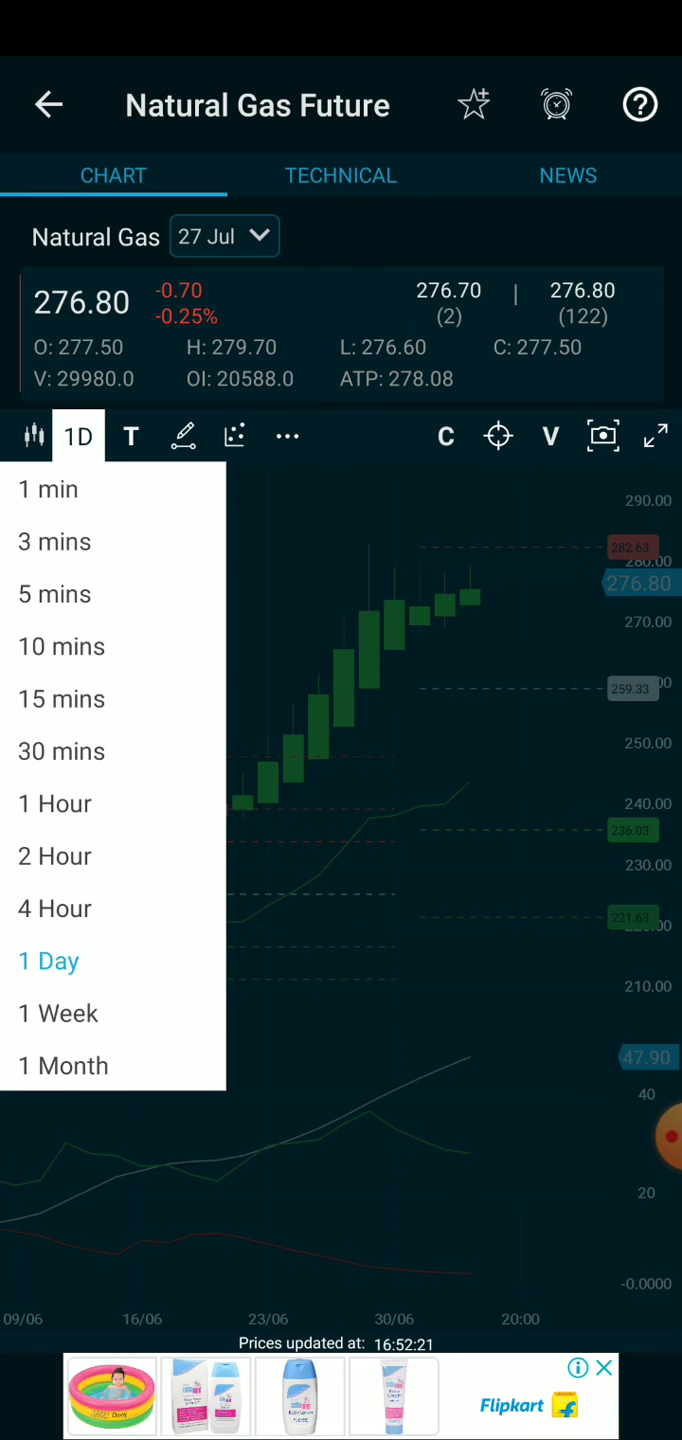 Natural Gas Future
CHART TECHNICAL NEWS
Natural Gas 27 Jul
276.80 -0.70 -0.25% 276.70 (2) | 276.80 (122)
O: 277.50 H: 279.70 L: 276.60 C: 277.50
V: 29980.0 OI: 20588.0 ATP: 278.08
1D T C V
1 min
3 mins
5 mins
10 mins
15 mins
30 mins
1 Hour
2 Hour
4 Hour
1 Day
1 Week
1 Month
290.00
282.63
280.00
276.80
270.00
259.33
250.00
240.00
236.03
230.00
221.63
210.00
47.90
40
20
-0.0000
09/06 16/06 23/06 30/06 20:00
Prices updated at: 16:52:21
Flipkart